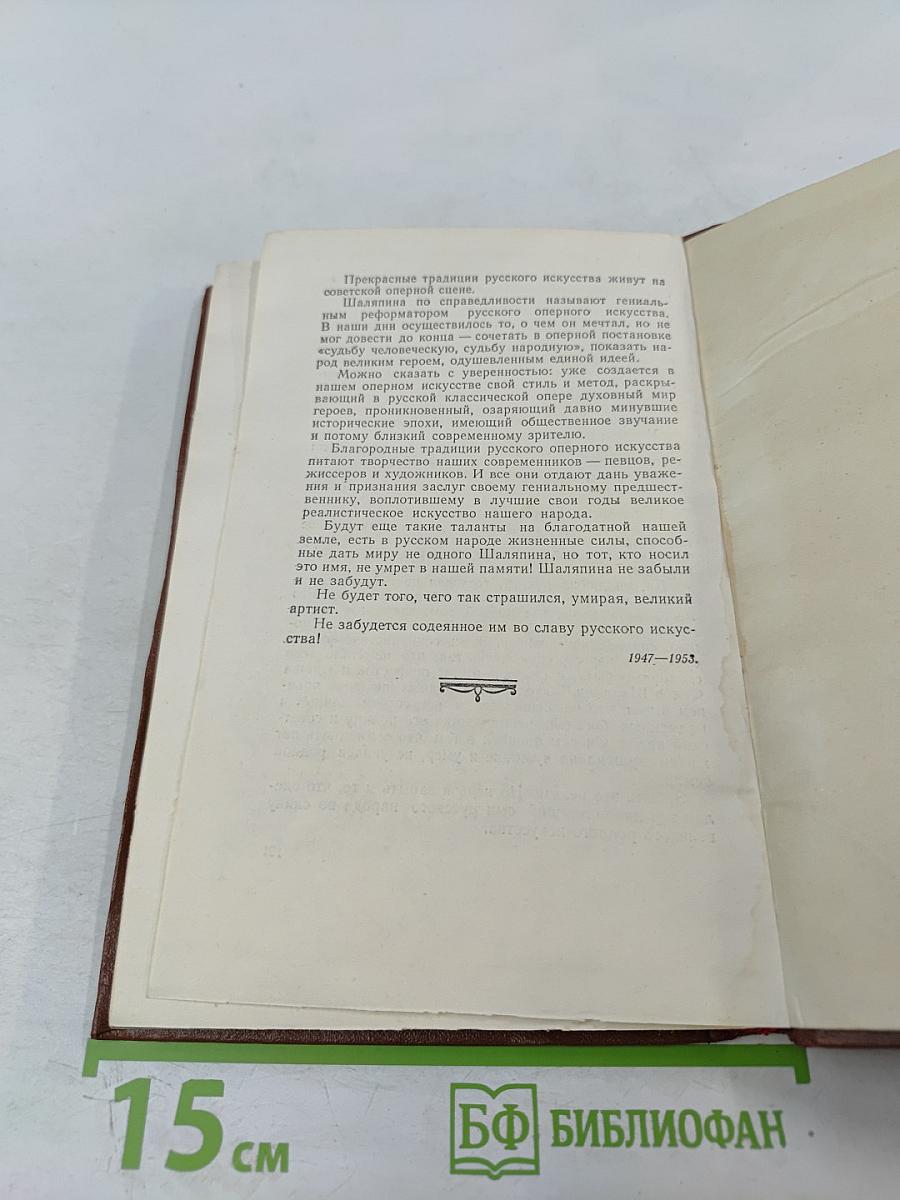 Прекрасные традиции русского искусства живут на
советской оперной сцене.
Шаляпина по справедливости называют гениаль-
ным реформатором русского оперного искусства.
В наши дни осуществилось то, о чем он мечтал, но не
мог довести до конца — сочетать в оперной постановке
«судьбу человеческую, судьбу народную», показать на-
род великим героем, одушевленным единой идеей.
Можно сказать с уверенностью: уже создается в
нашем оперном искусстве свой стиль и метод, раскры-
вающий в русской классической опере духовный мир
героев, проникновенный, озаряющий давно минувшие
исторические эпохи, имеющий общественное звучание
и потому близкий современному зрителю.
Благородные традиции русского оперного искусства
питают творчество наших современников — певцов, ре-
жиссеров и художников. И все они отдают дань уваже-
ния и признания заслуг своему гениальному предшест-
веннику, воплотившему в лучшие свои годы великое
реалистическое искусство нашего народа.
Будут еще такие таланты на благодатной нашей
земле, есть в русском народе жизненные силы, способ-
ные дать миру не одного Шаляпина, но тот, кто носил
это имя, не умрет в нашей памяти! Шаляпина не забыли
и не забудут.
Не будет того, чего так страшился, умирая, великий
артист.
Не забудется содеянное им во славу русского искус-
ства!
1947—1953.
15 см
БФ БИБЛИОФАН